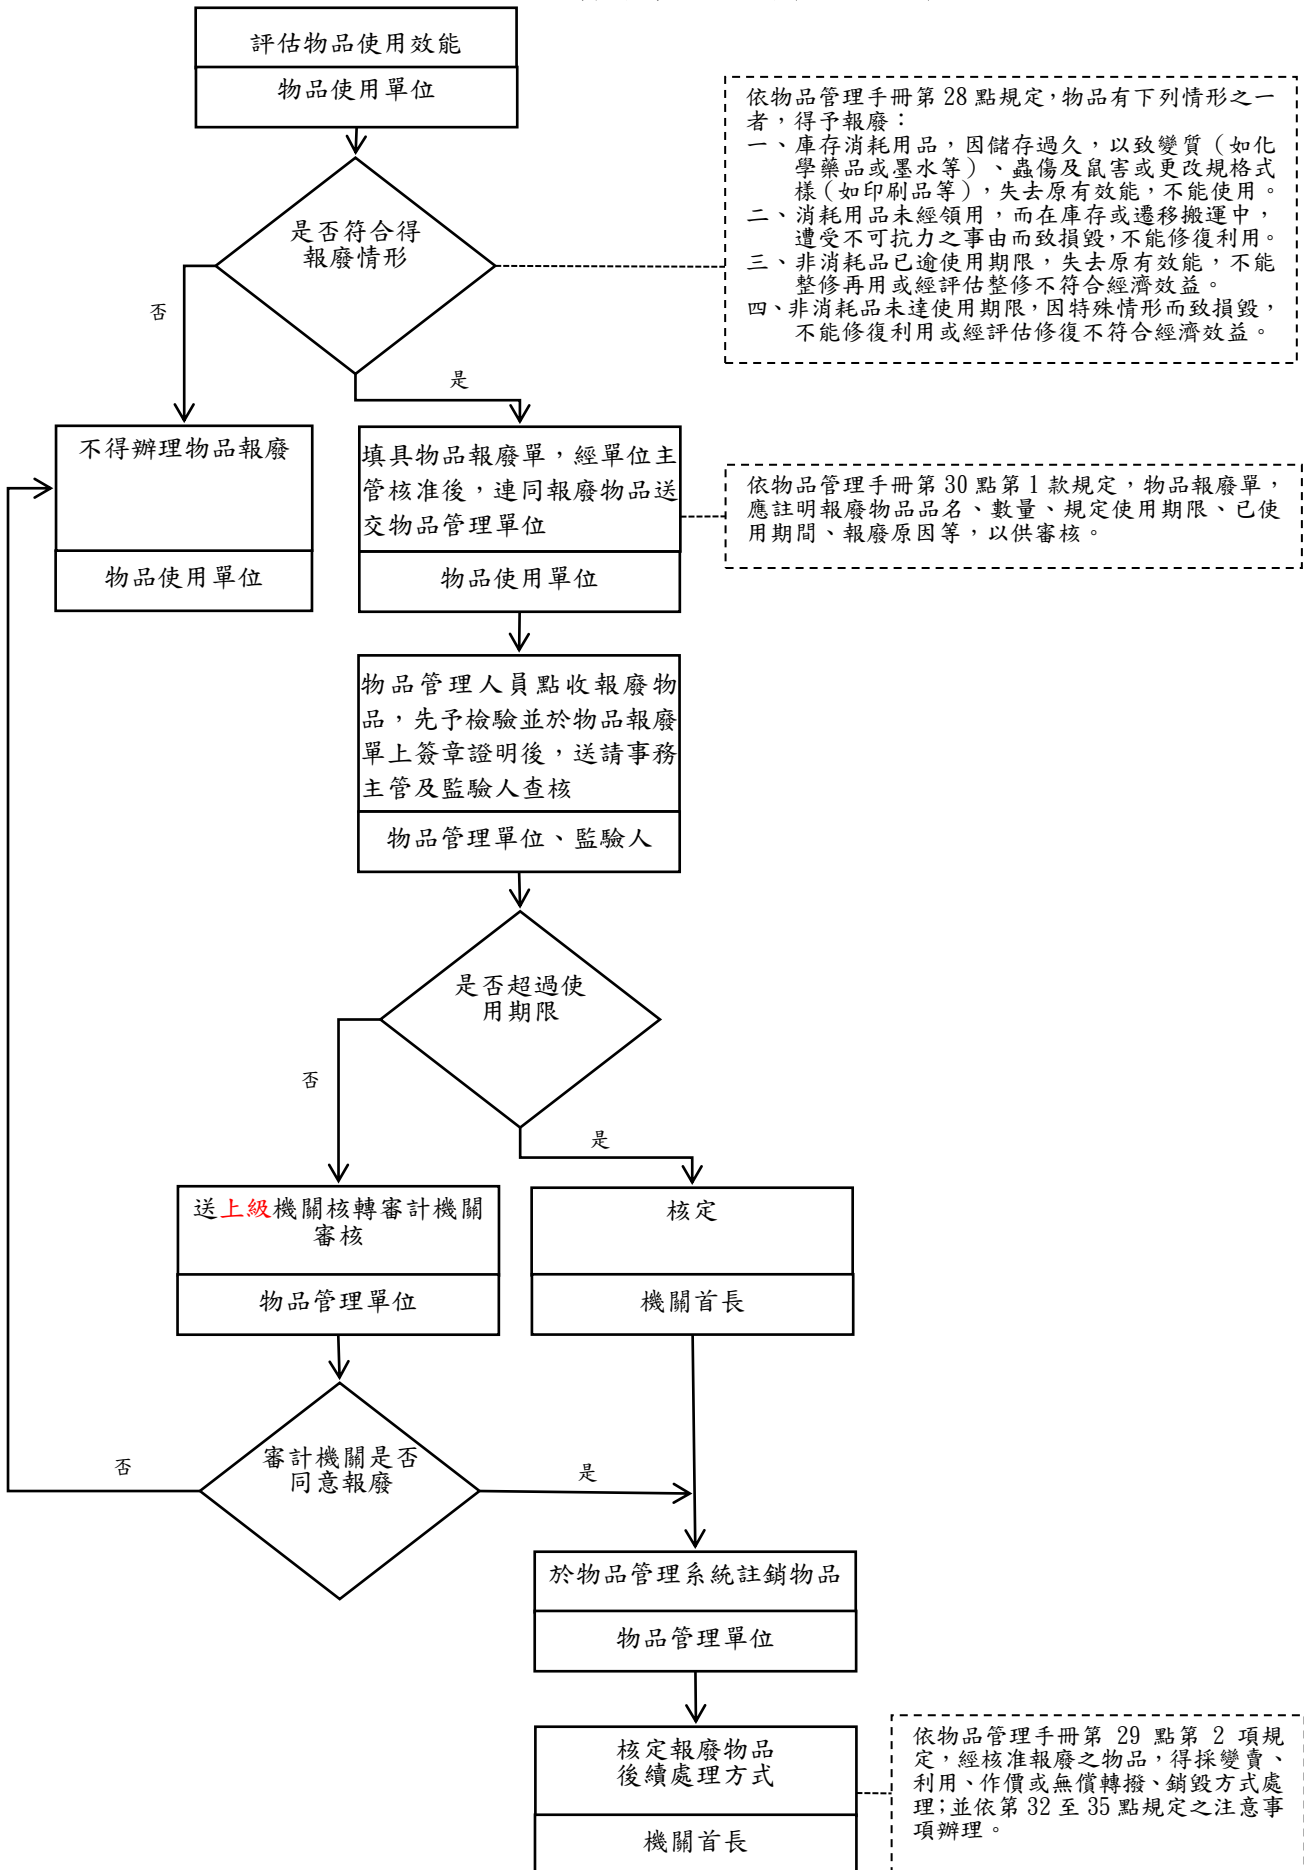 評估物品使用效能
物品使用單位
依物品管理手冊第 28 點規定，物品有下列情形之一
者，得予報廢：
一、庫存消耗用品，因儲存過久，以致變質（如化
學藥品或墨水等）、蟲傷及鼠害或更改規格式
樣（如印刷品等），失去原有效能，不能使用。
二、消耗用品未經領用，而在庫存或遷移搬運中，
遭受不可抗力之事由而致損毀，不能修復利用。
三、非消耗品已逾使用期限，失去原有效能，不能
整修再用或經評估整修不符合經濟效益。
四、非消耗品未達使用期限，因特殊情形而致損毀，
不能修復利用或經評估修復不符合經濟效益。
是否符合得
報廢情形
否
是
不得辦理物品報廢
物品使用單位
填具物品報廢單，經單位主
管核准後，連同報廢物品送
交物品管理單位
物品使用單位
依物品管理手冊第 30 點第 1 款規定，物品報廢單，
應註明報廢物品品名、數量、規定使用期限、已使
用期間、報廢原因等，以供審核。
物品管理人員點收報廢物
品，先予檢驗並於物品報廢
單上簽章證明後，送請事務
主管及監驗人查核
物品管理單位、監驗人
是否超過使
用期限
否
是
送上級機關核轉審計機關
審核
物品管理單位
核定
機關首長
審計機關是否
同意報廢
否
是
於物品管理系統註銷物品
物品管理單位
核定報廢物品
後續處理方式
機關首長
依物品管理手冊第 29 點第 2 項規
定，經核准報廢之物品，得採變賣、
利用、作價或無償轉撥、銷毀方式處
理；並依第 32 至 35 點規定之注意事
項辦理。